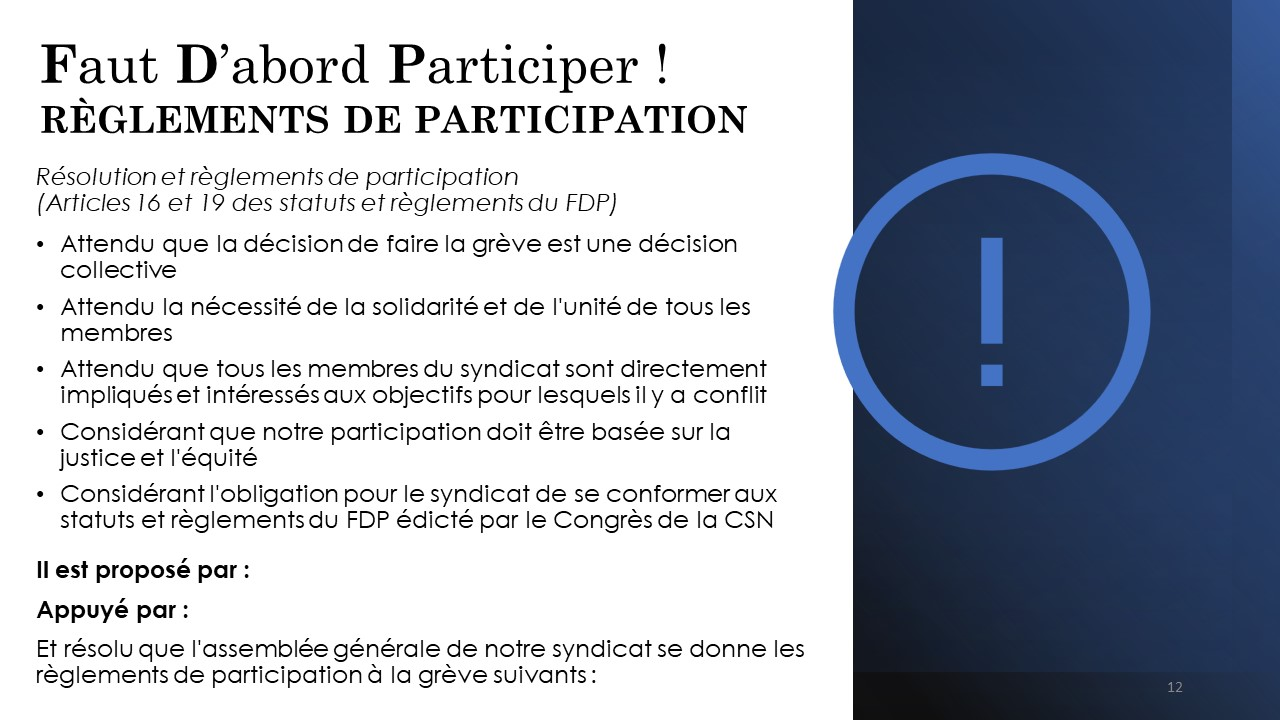 Faut D’abord Participer !
RÈGLEMENTS DE PARTICIPATION
Résolution et règlements de participation
(Articles 16 et 19 des statuts et règlements du FDP)
• Attendu que la décision de faire la grève est une décision
collective
• Attendu la nécessité de la solidarité et de l'unité de tous les
membres
• Attendu que tous les membres du syndicat sont directement
impliqués et intéressés aux objectifs pour lesquels il y a conflit
• Considérant que notre participation doit être basée sur la
justice et l'équité
• Considérant l'obligation pour le syndicat de se conformer aux
statuts et règlements du FDP édicté par le Congrès de la CSN
Il est proposé par :
Appuyé par :
Et résolu que l'assemblée générale de notre syndicat se donne les
règlements de participation à la grève suivants :
!
12